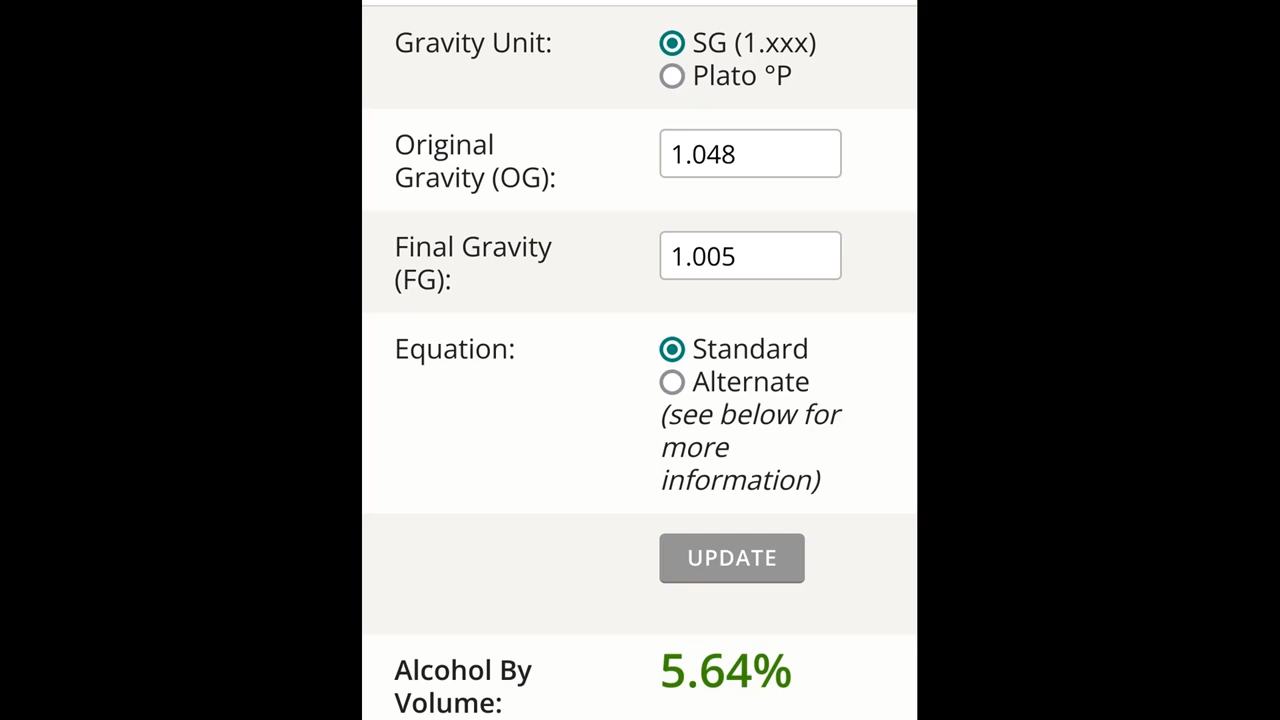 Gravity Unit:
SG (1.xxx)
Plato °P
Original
Gravity (OG):
1.048
Final Gravity
(FG):
1.005
Equation:
Standard
Alternate
(see below for
more
information)
UPDATE
Alcohol By
Volume:
5.64%